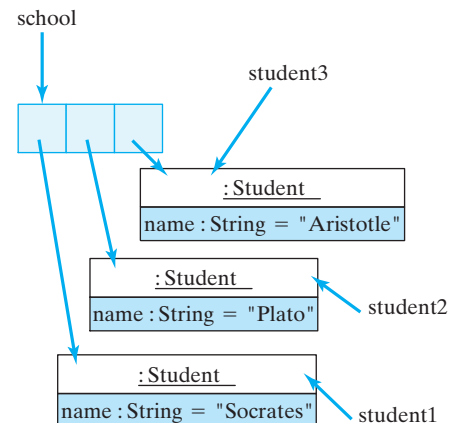 school
student3
:Student
name : String = "Aristotle"
:Student
name : String = "Plato"
student2
:Student
name : String = "Socrates"
student1